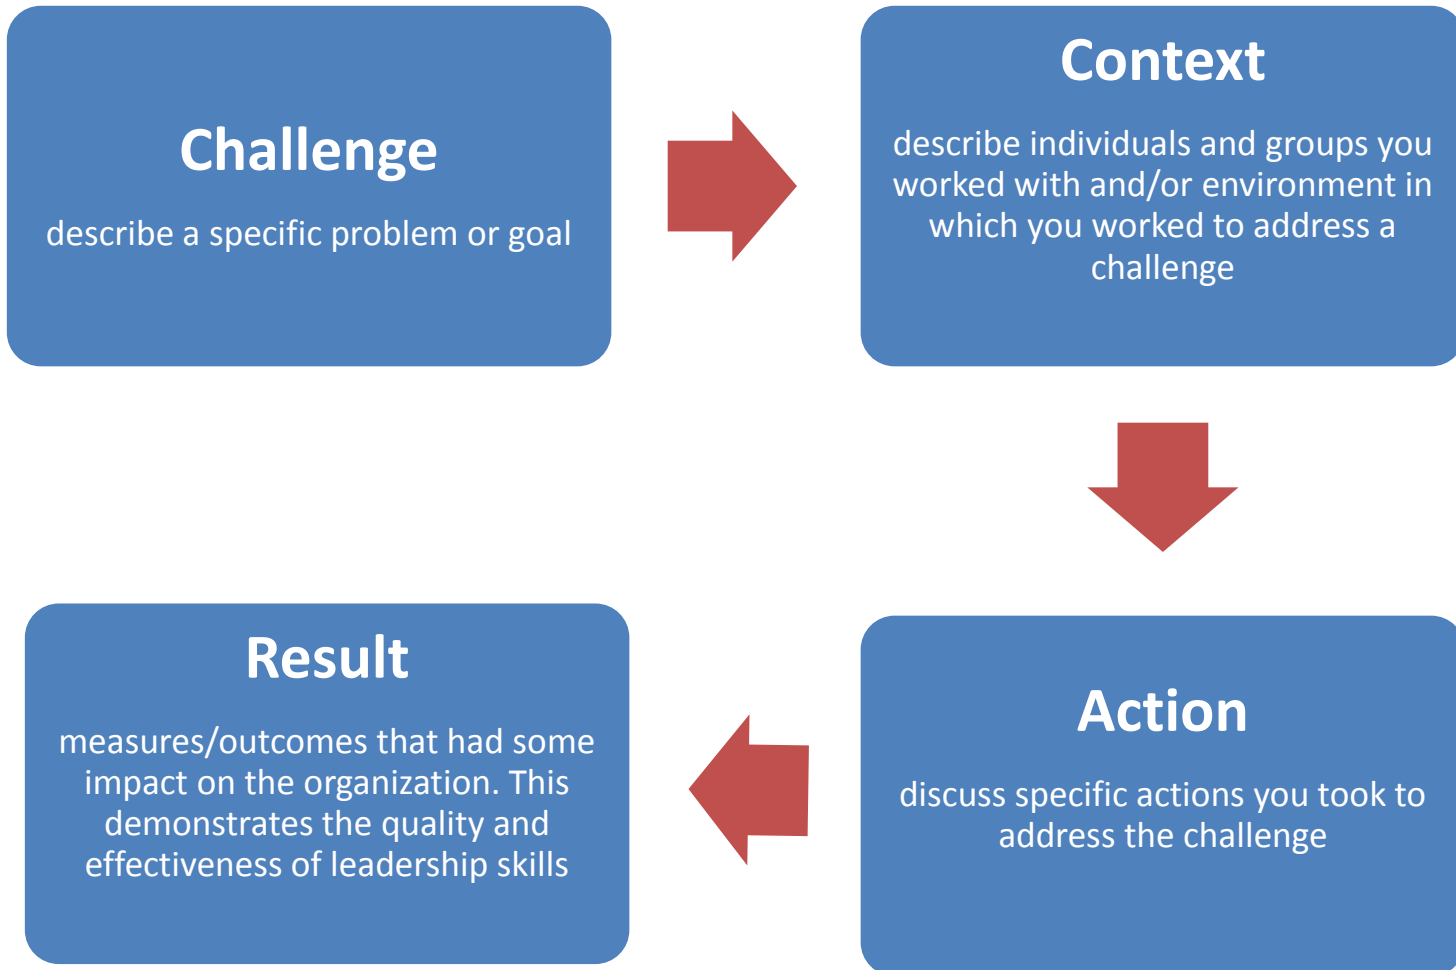 Challenge
describe a specific problem or goal
Context
describe individuals and groups you
worked with and/or environment in
which you worked to address a
challenge
Action
discuss specific actions you took to
address the challenge
Result
measures/outcomes that had some
impact on the organization. This
demonstrates the quality and
effectiveness of leadership skills